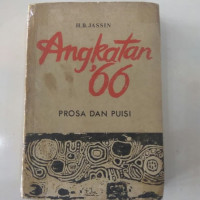 H.B. JASSIN
Angkatan
'66
PROSA DAN PUISI